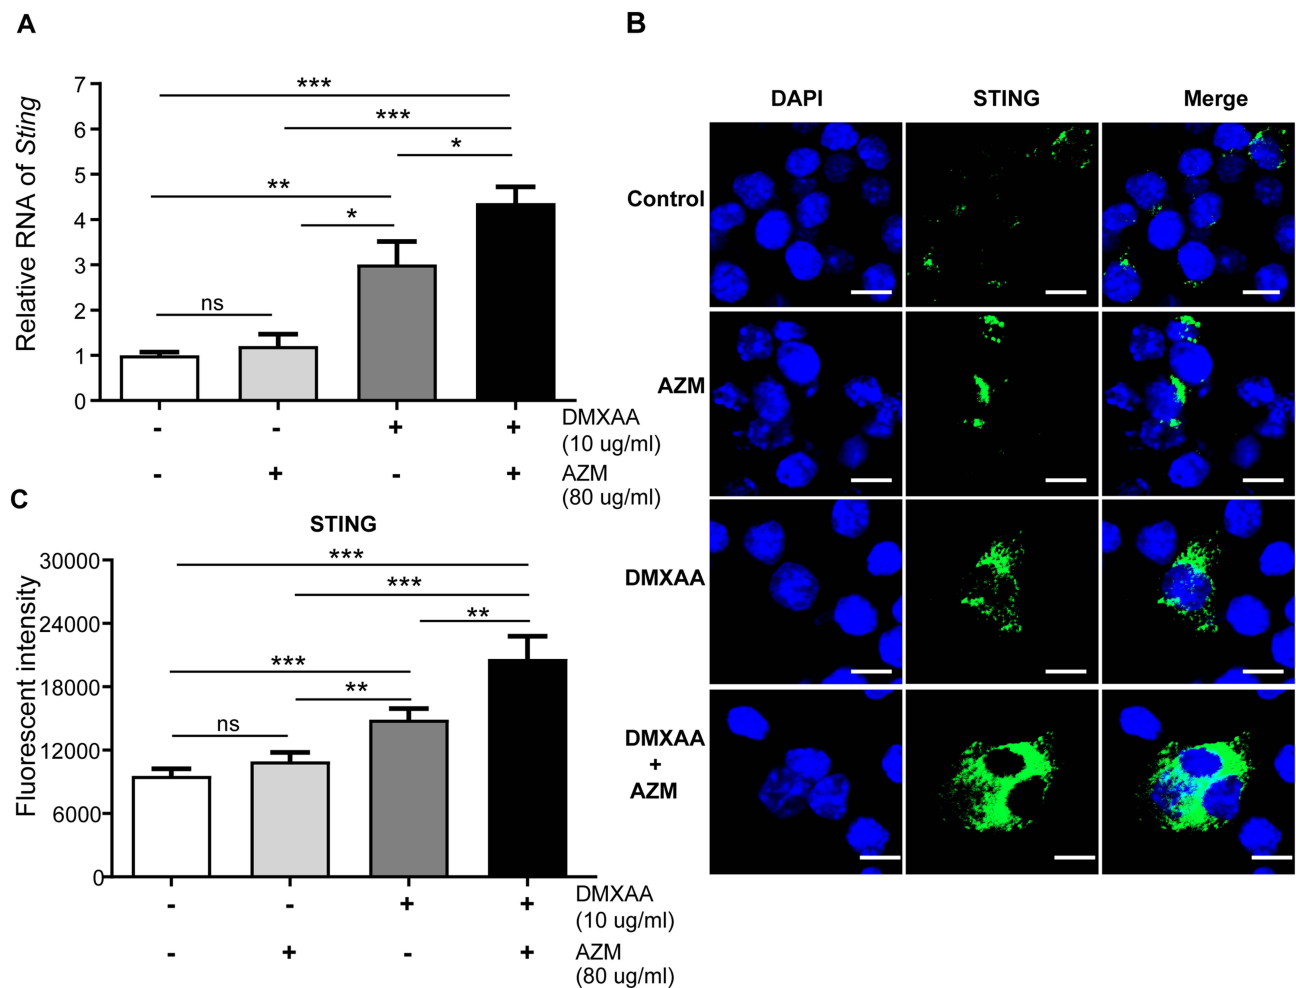 A
Relative RNA of Sting
7
6
5
4
3
2
1
0
***
***
*
**
*
ns
- - + + DMXAA
(10 ug/ml)
- + - + AZM
(80 ug/ml)
B
DAPI STING Merge
Control
AZM
DMXAA
DMXAA
+
AZM
C
STING
Fluorescent intensity
30000
24000
18000
12000
6000
0
***
***
**
***
**
ns
- - + + DMXAA
(10 ug/ml)
- + - + AZM
(80 ug/ml)